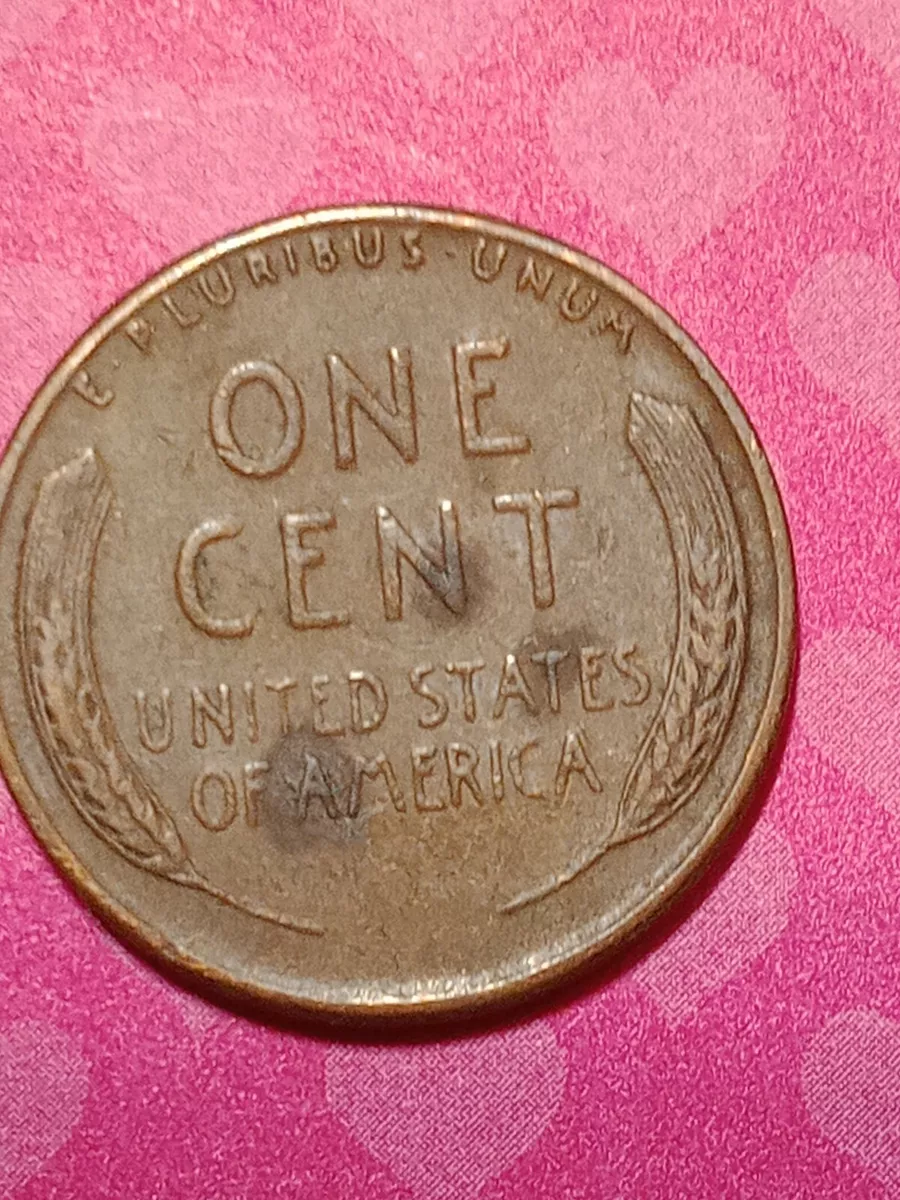 E·PLURIBUS·UNUM
ONE
CENT
UNITED STATES
OF AMERICA